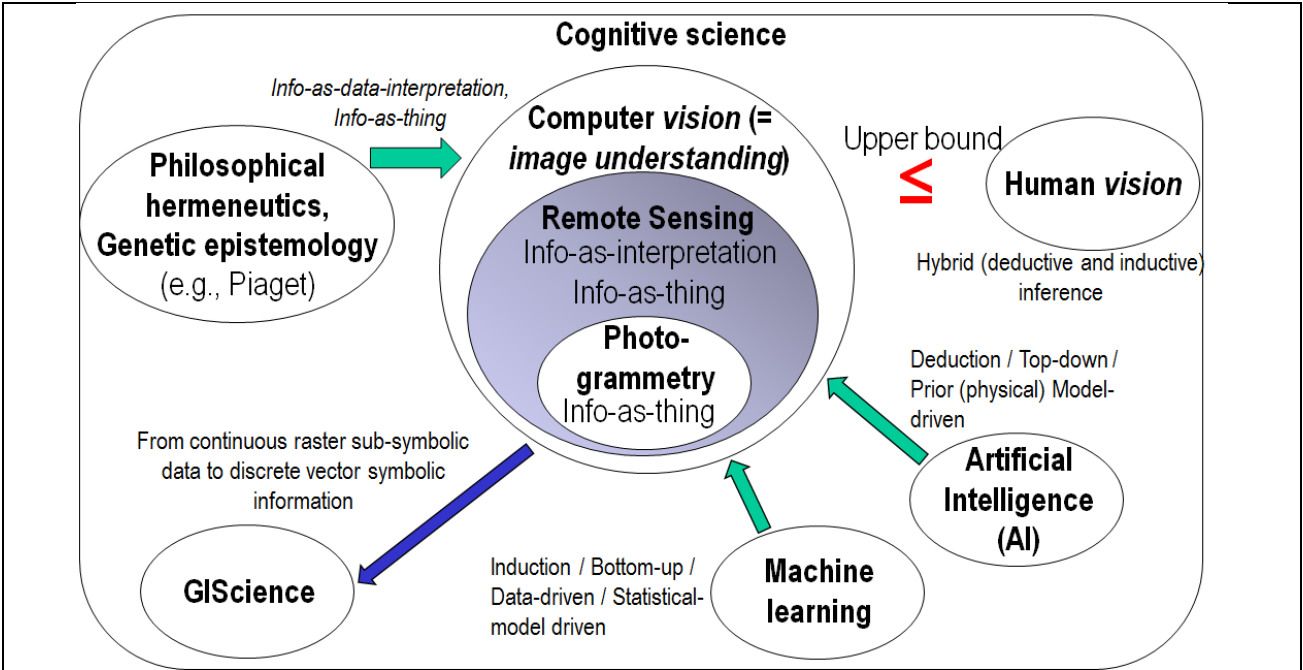 Cognitive science
Info-as-data-interpretation,
Info-as-thing
Philosophical
hermeneutics,
Genetic epistemology
(e.g., Piaget)
Computer vision (=
image understanding)
Remote Sensing
Info-as-interpretation
Info-as-thing
Photo-
grammetry
Info-as-thing
Upper bound
≤
Human vision
Hybrid (deductive and inductive)
inference
Deduction / Top-down /
Prior (physical) Model-
driven
Artificial
Intelligence
(AI)
From continuous raster sub-symbolic
data to discrete vector symbolic
information
GIScience
Induction / Bottom-up /
Data-driven / Statistical-
model driven
Machine
learning